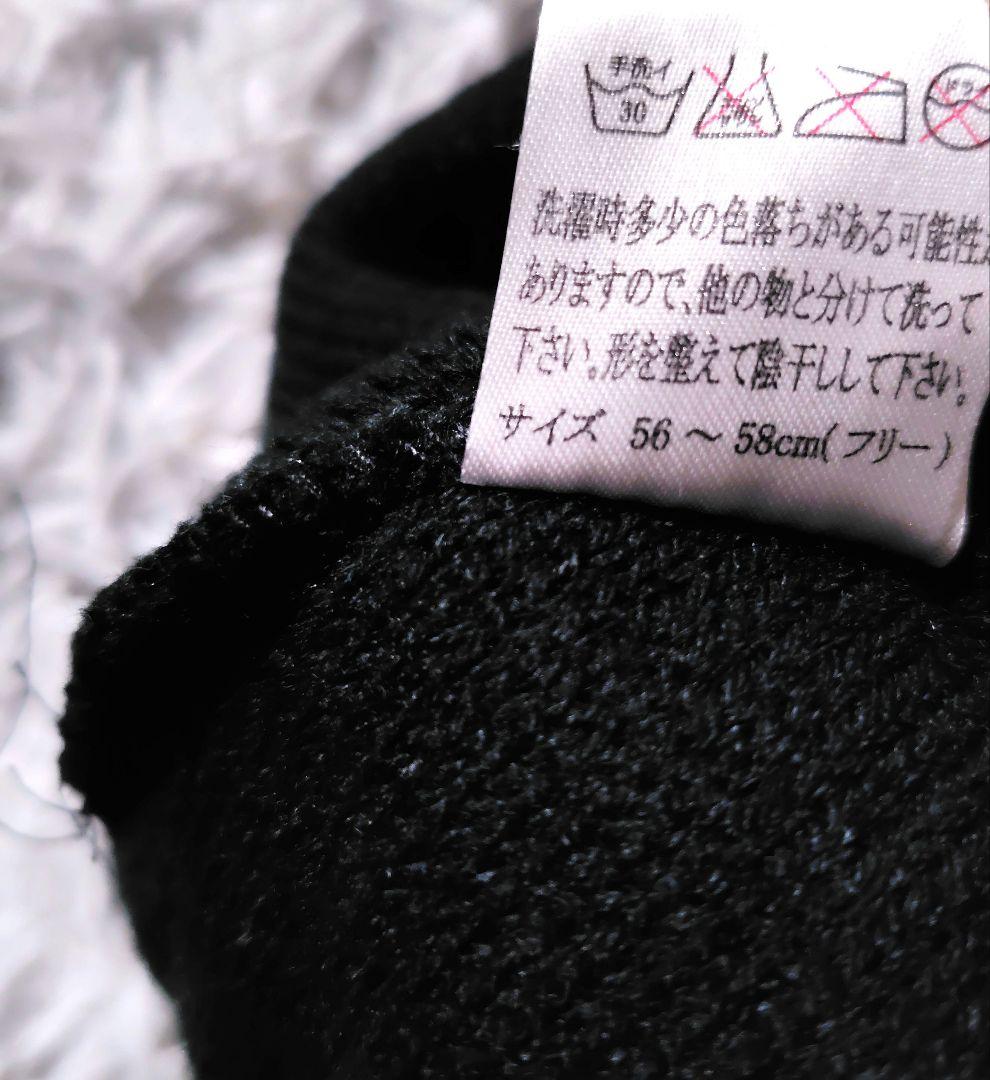 手洗イ
30
洗濯時多少の色落ちがある可能性が
ありますので、他の物と分けて洗って
下さい。形を整えて陰干しして下さい。
サイズ 56 ～ 58cm(フリー)